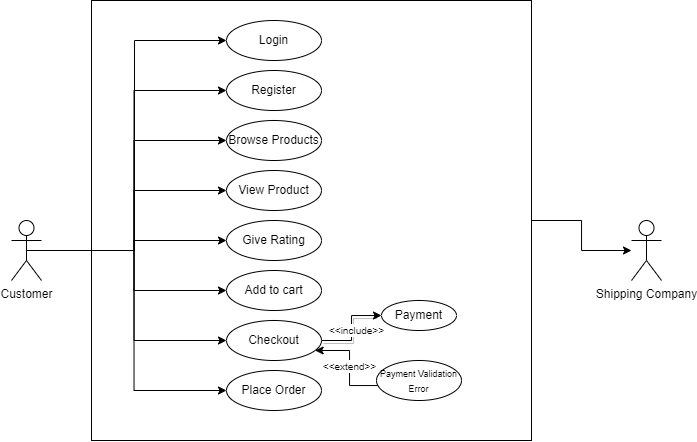 Login
Register
Browse Products
View Product
Give Rating
Customer
Shipping Company
Add to cart
Payment
<<include>>
Checkout
<<extend>>
Payment Validation
Error
Place Order